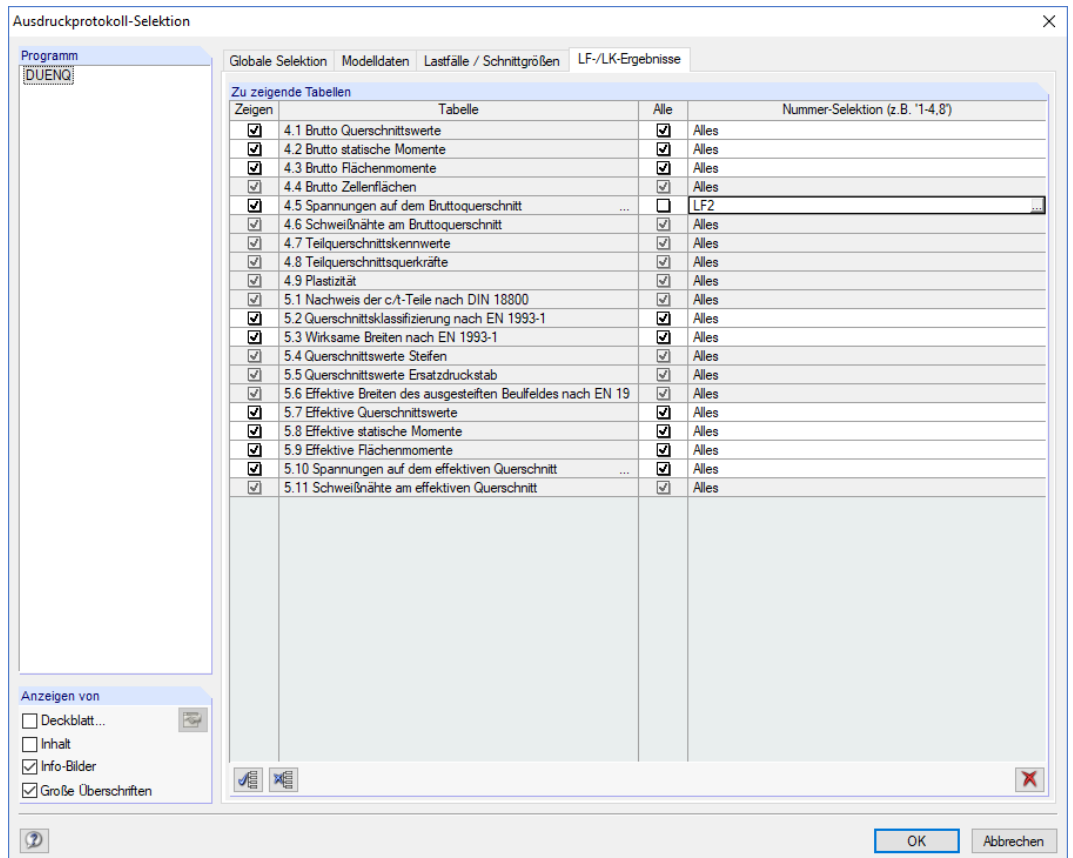 Ausdruckprotokoll-Selektion
Programm
DUENQ
Globale Selektion Modelldaten Lastfälle / Schnittgrößen LF-/LK-Ergebnisse
Zu zeigende Tabellen
Zeigen Tabelle Alle Nummer-Selektion (z.B. '1-4,8')
4.1 Brutto Querschnittswerte Alles
4.2 Brutto statische Momente Alles
4.3 Brutto Flächenmomente Alles
4.4 Brutto Zellenflächen Alles
4.5 Spannungen auf dem Bruttoquerschnitt ... LF2 ...
4.6 Schweißnähte am Bruttoquerschnitt Alles
4.7 Teilquerschnittskennwerte Alles
4.8 Teilquerschnittsquerkräfte Alles
4.9 Plastizität Alles
5.1 Nachweis der c/t-Teile nach DIN 18800 Alles
5.2 Querschnittsklassifizierung nach EN 1993-1 Alles
5.3 Wirksame Breiten nach EN 1993-1 Alles
5.4 Querschnittswerte Steifen Alles
5.5 Querschnittswerte Ersatzdruckstab Alles
5.6 Effektive Breiten des ausgesteiften Beulfeldes nach EN 19 Alles
5.7 Effektive Querschnittswerte Alles
5.8 Effektive statische Momente Alles
5.9 Effektive Flächenmomente Alles
5.10 Spannungen auf dem effektiven Querschnitt ... Alles
5.11 Schweißnähte am effektiven Querschnitt Alles
Anzeigen von
Deckblatt...
Inhalt
Info-Bilder
Große Überschriften
OK Abbrechen